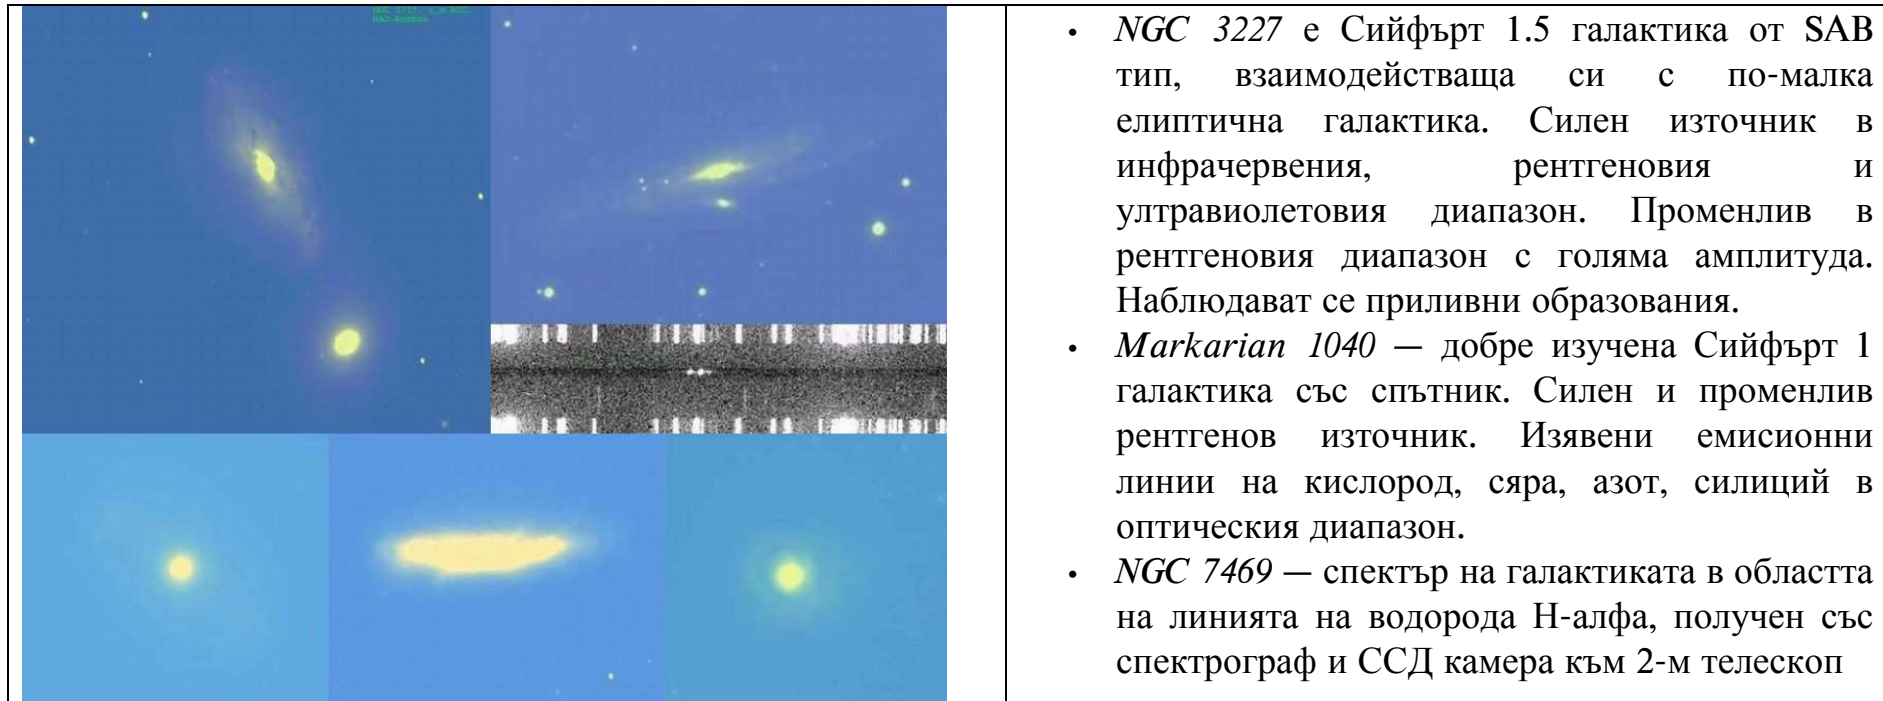 NGC 3227 е Сийфърт 1.5 галактика от SAB
тип, взаимодействаща си с по-малка
елиптична галактика. Силен източник в
инфрачервения, рентгеновия и
ултравиолетовия диапазон. Променлив в
рентгеновия диапазон с голяма амплитуда.
Наблюдават се приливни образования.
Markarian 1040 — добре изучена Сийфърт 1
галактика със спътник. Силен и променлив
рентгенов източник. Изявени емисионни
линии на кислород, сяра, азот, силиций в
оптическия диапазон.
NGC 7469 — спектър на галактиката в областта
на линията на водорода Н-алфа, получен със
спектрограф и ССД камера към 2-м телескоп